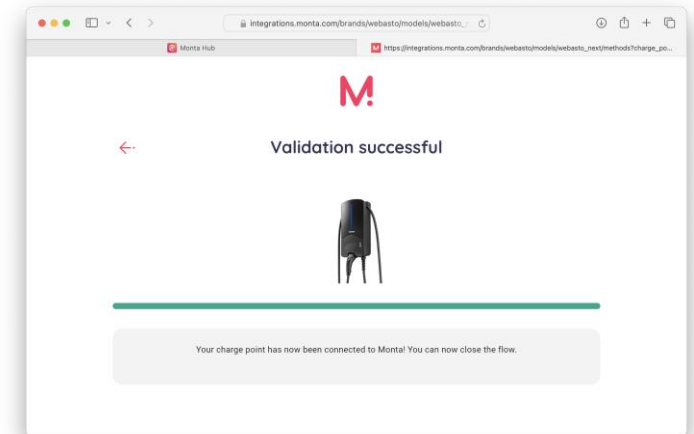 integrations.monta.com/brands/webasto/models/webasto_
Monta Hub
https://integrations.monta.com/brands/webasto/models/webasto_next/methods?charge_po...
M!
Validation successful
Your charge point has now been connected to Monta! You can now close the flow.